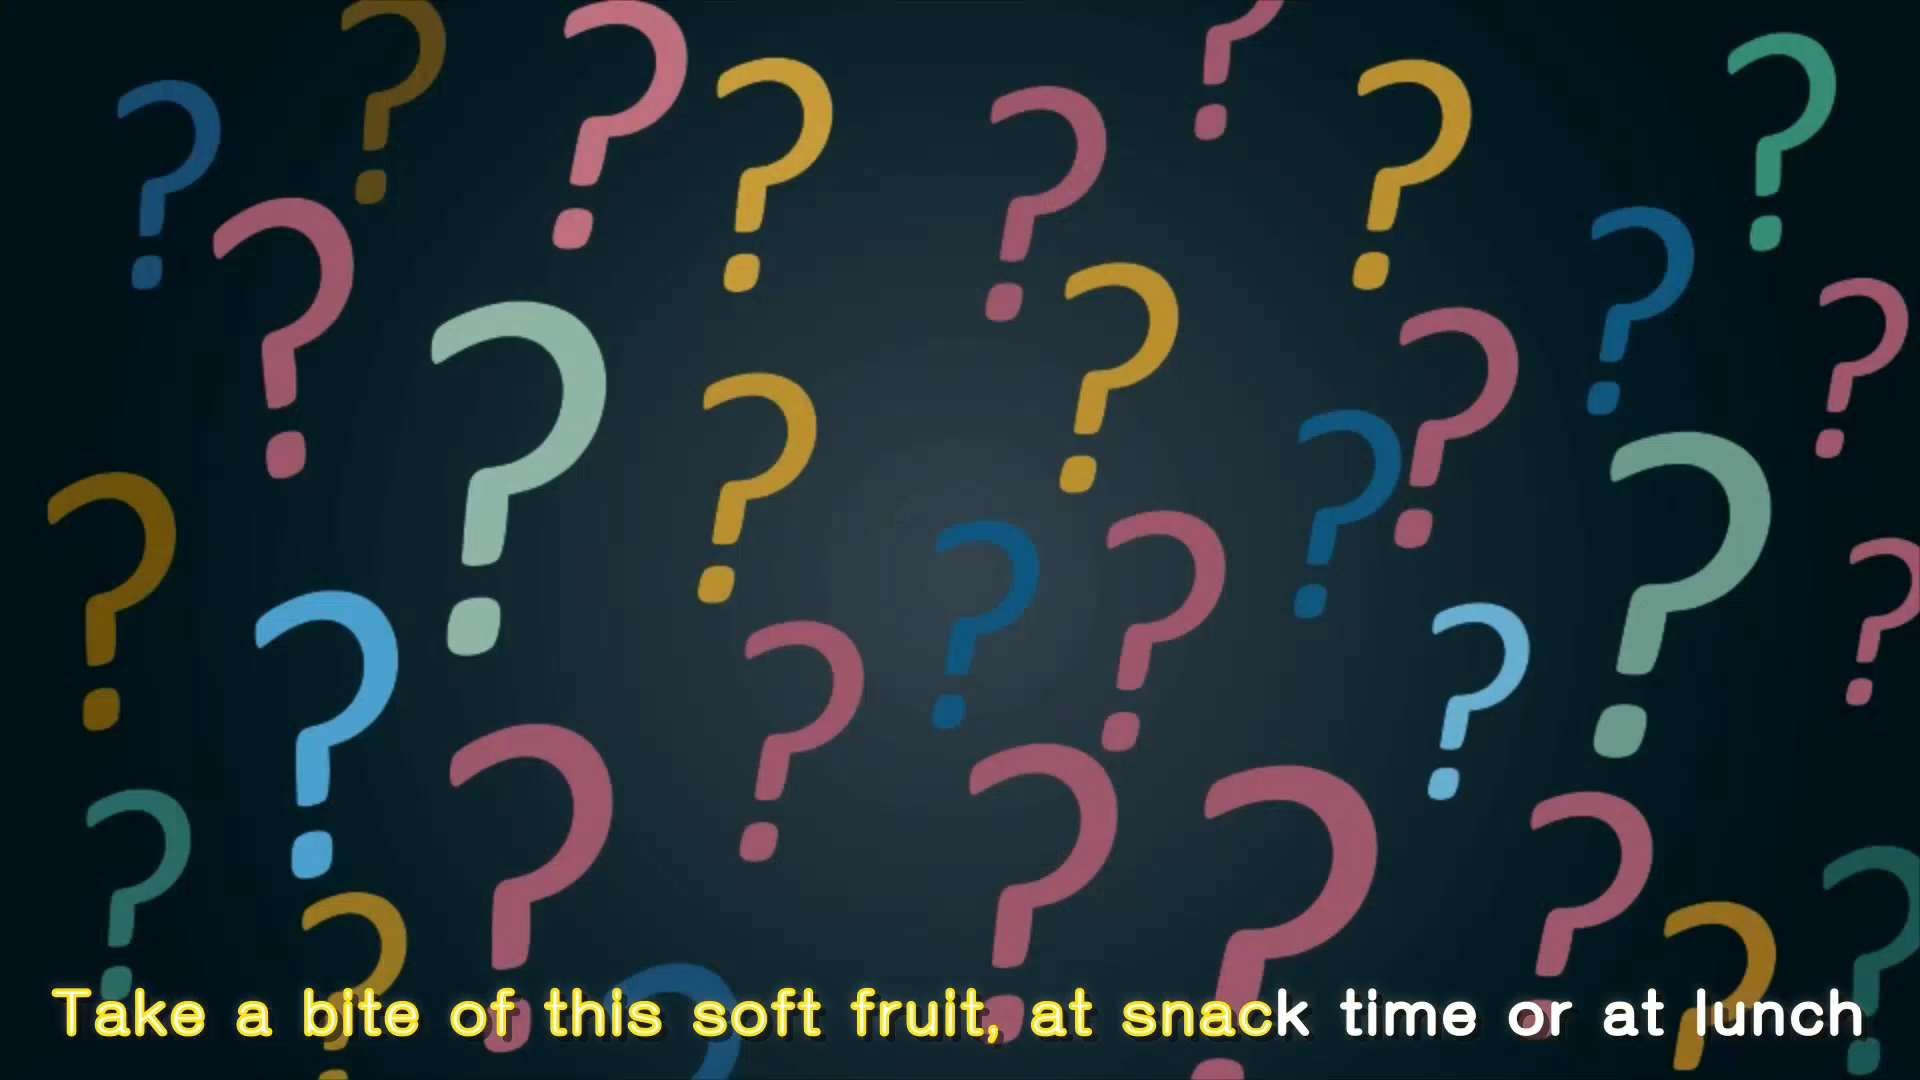 Take a bite of this soft fruit, at snack time or at lunch